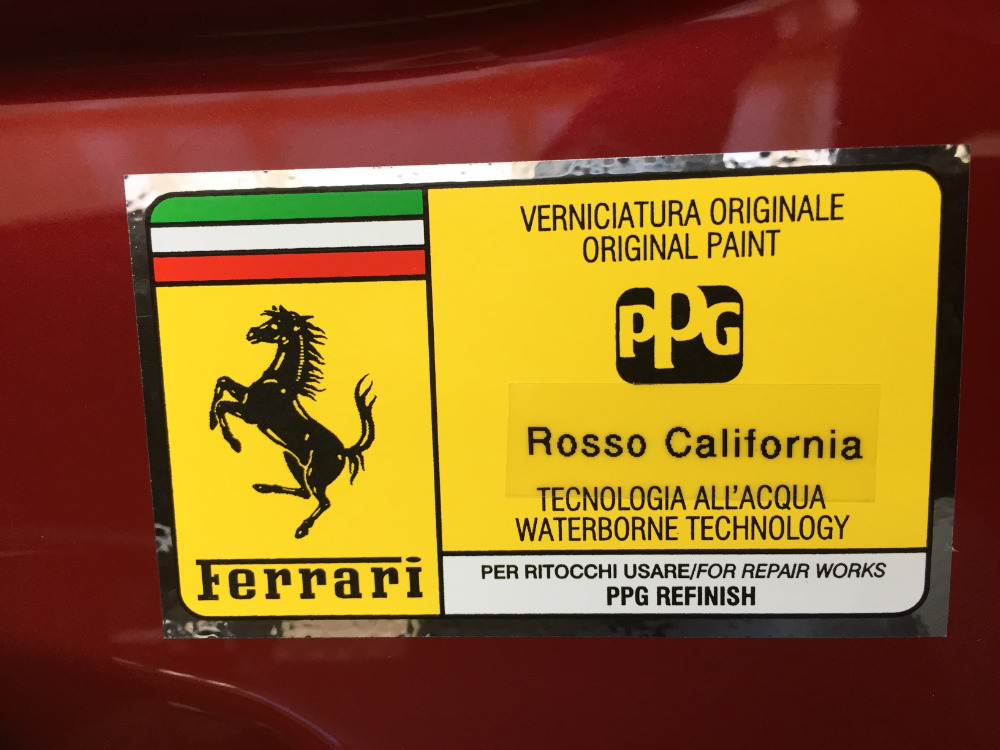 Ferrari
VERNICIATURA ORIGINALE
ORIGINAL PAINT
PPG
Rosso California
TECNOLOGIA ALL'ACQUA
WATERBORNE TECHNOLOGY
PER RITOCCHI USARE/FOR REPAIR WORKS
PPG REFINISH